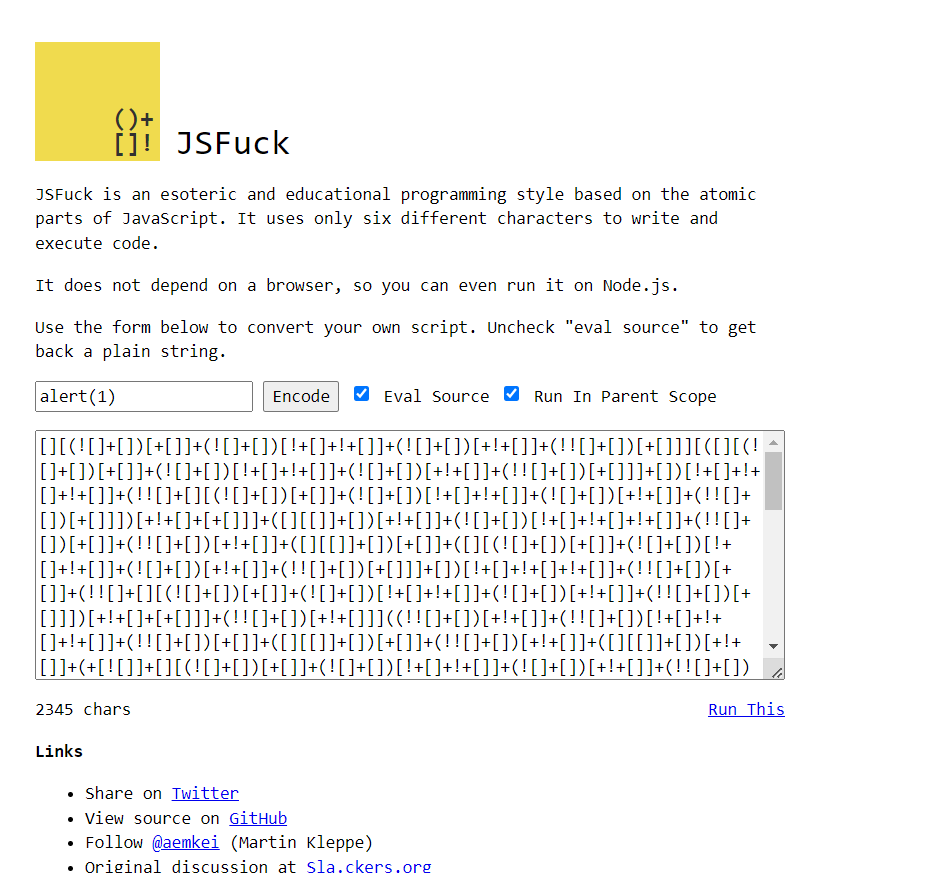 ()+
[]!
JSFuck
JSFuck is an esoteric and educational programming style based on the atomic
parts of JavaScript. It uses only six different characters to write and
execute code.
It does not depend on a browser, so you can even run it on Node.js.
Use the form below to convert your own script. Uncheck "eval source" to get
back a plain string.
alert(1) Encode Eval Source Run In Parent Scope
[][(![]+[])[+[]]+(![]+[])[!+[]+!+[]]+(![]+[])[+!+[]]+(!![]+[])[+[]]][([][(!
[]+[])[+[]]+(![]+[])[!+[]+!+[]]+(![]+[])[+!+[]]+(!![]+[])[+[]]]+[])[!+[]+!+
[]+!+[]]+(!![]+[][(![]+[])[+[]]+(![]+[])[!+[]+!+[]]+(![]+[])[+!+[]]+(!![]+
[])[+[]]])[+!+[]+[+[]]]+([][[]]+[])[+!+[]]+(![]+[])[!+[]+!+[]+!+[]]+(!![]+
[])[+[]]+(!![]+[])[+!+[]]+([][[]]+[])[+[]]+([][(![]+[])[+[]]+(![]+[])[!+
[]+!+[]]+(![]+[])[+!+[]]+(!![]+[])[+[]]]+[])[!+[]+!+[]+!+[]]+(!![]+[])[+
[]]+(!![]+[][(![]+[])[+[]]+(![]+[])[!+[]+!+[]]+(![]+[])[+!+[]]+(!![]+[])[+
[]]])[+!+[]+[+[]]]+(!![]+[])[+!+[]]]((!![]+[])[+!+[]]+(!![]+[])[!+[]+!+
[]+!+[]]+(!![]+[])[+[]]+([][[]]+[])[+[]]+(!![]+[])[+!+[]]+([][[]]+[])[+!+
[]]+(+[![]]+[][(![]+[])[+[]]+(![]+[])[!+[]+!+[]]+(![]+[])[+!+[]]+(!![]+[])
2345 chars Run This
Links
• Share on Twitter
• View source on GitHub
• Follow @aemkei (Martin Kleppe)
• Original discussion at Sla.ckers.org